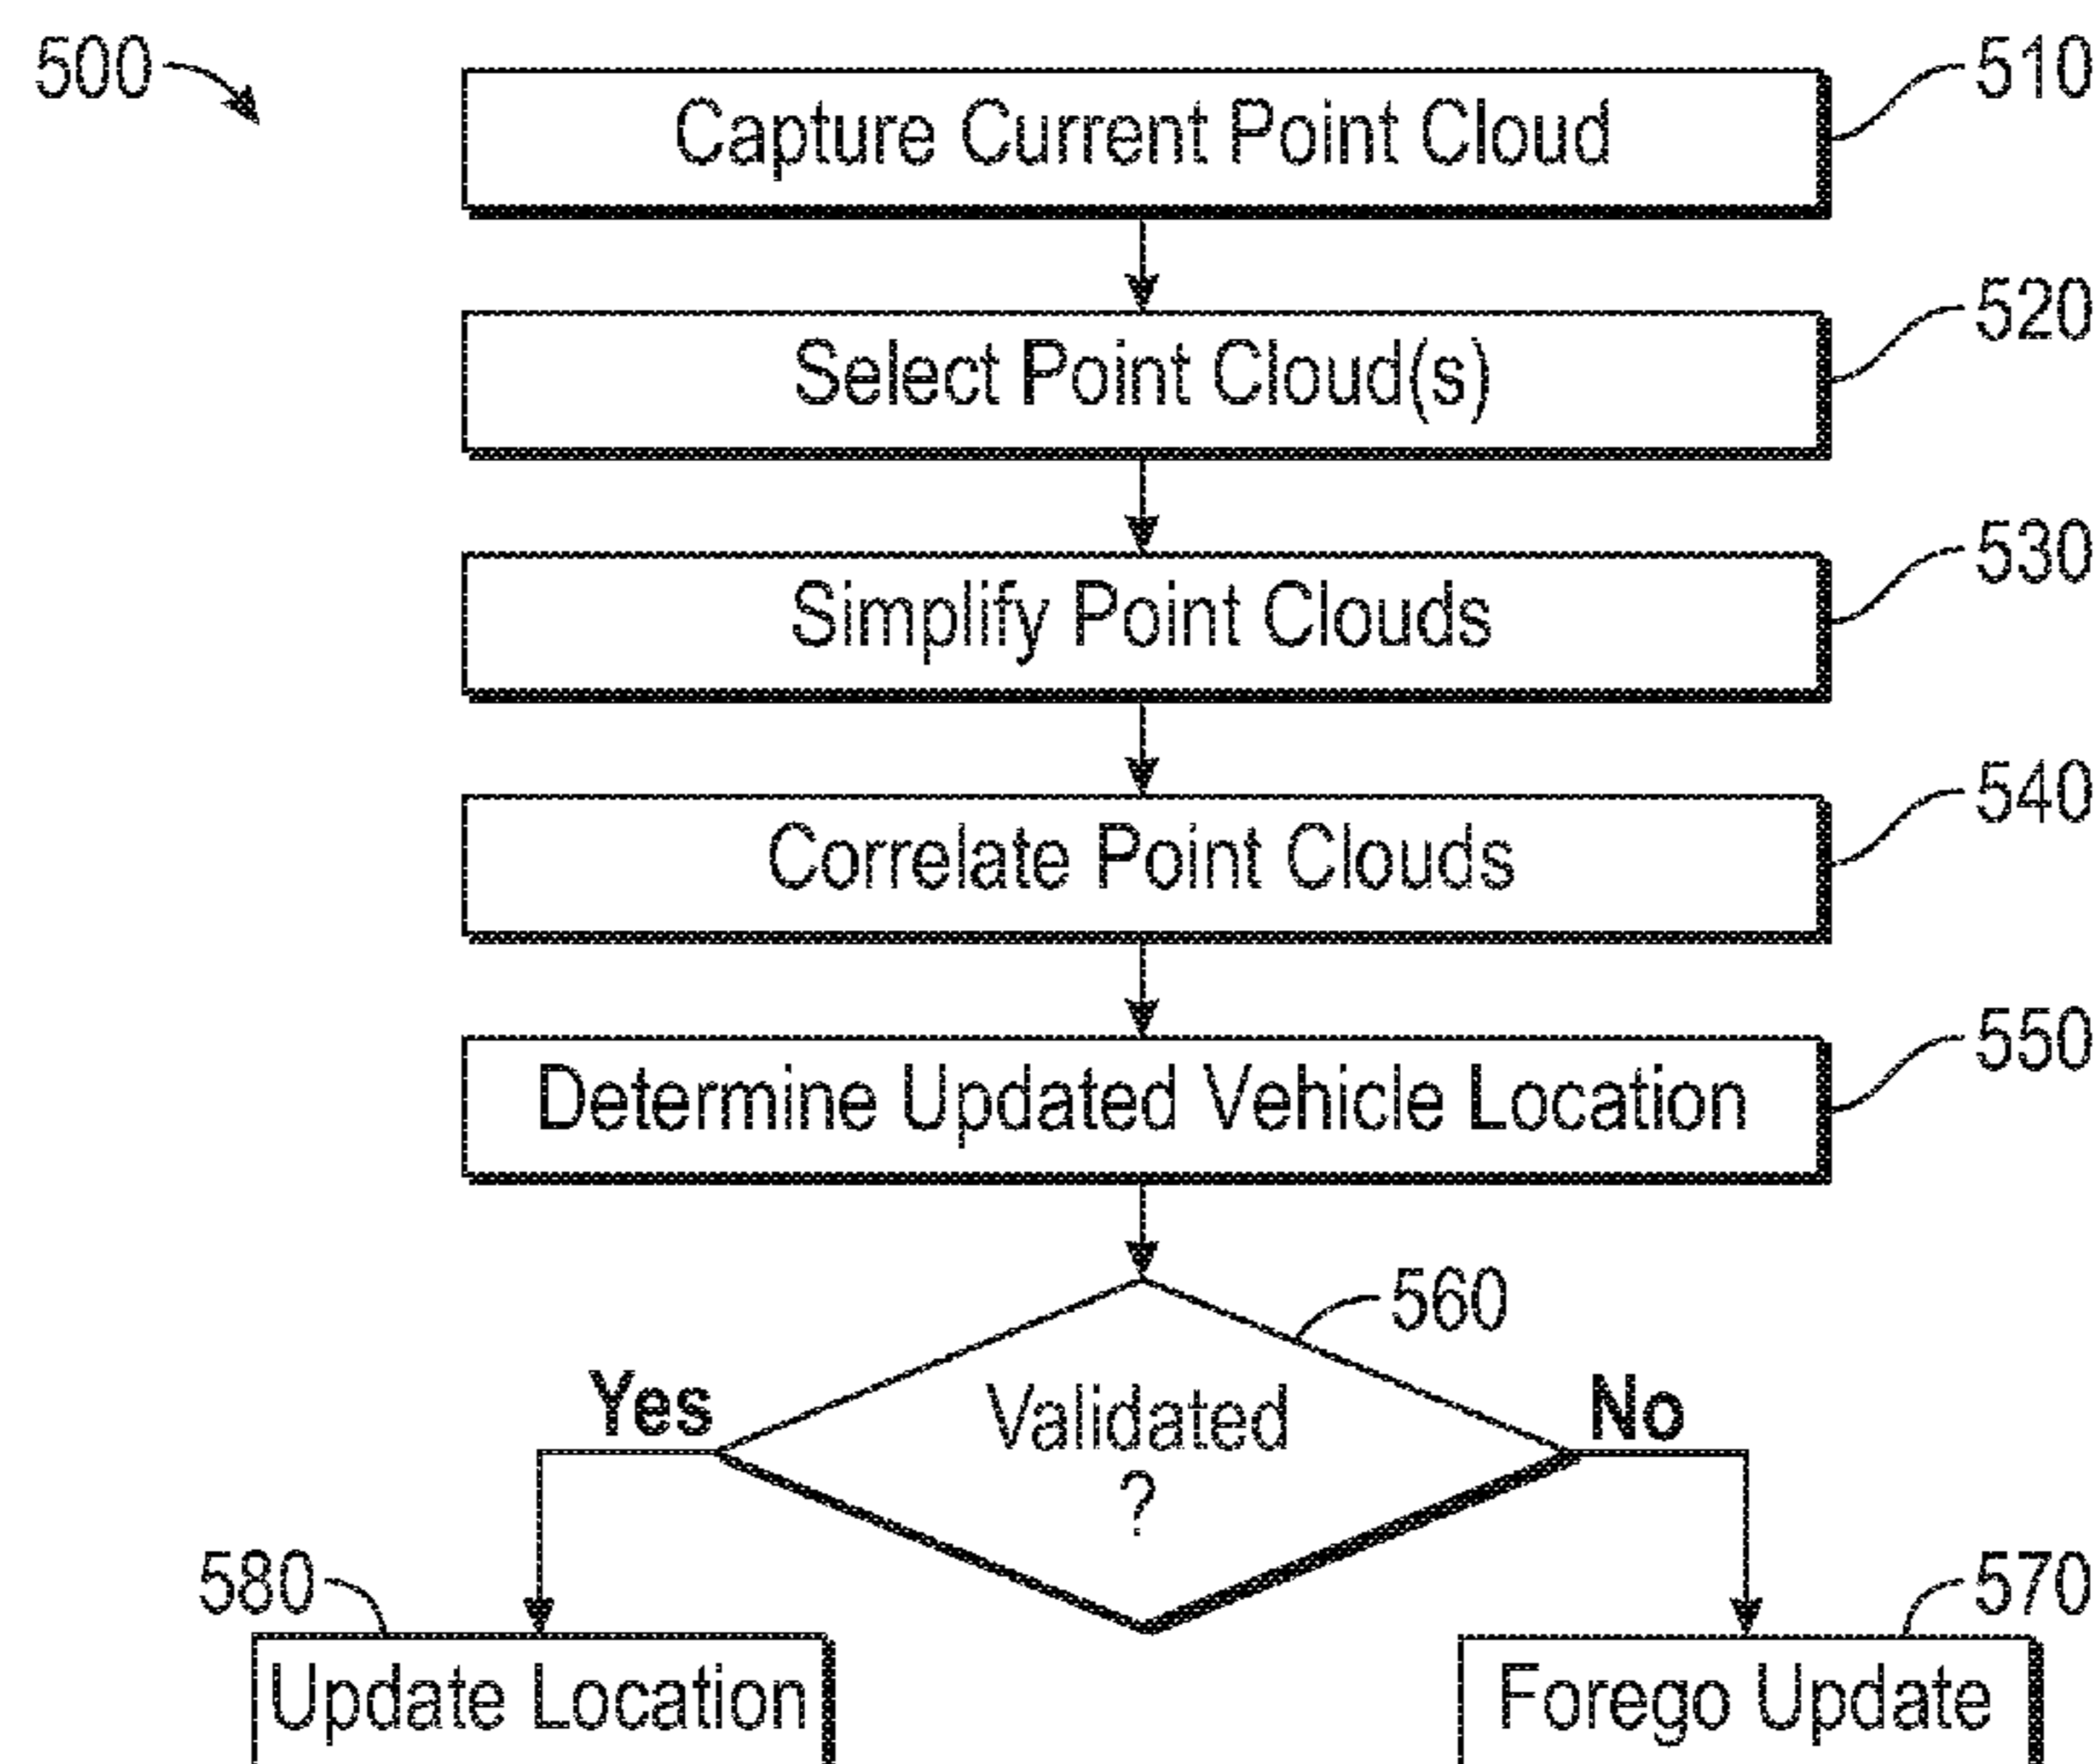 500
Capture Current Point Cloud
510
Select Point Cloud(s)
520
Simplify Point Clouds
530
Correlate Point Clouds
540
Determine Updated Vehicle Location
550
560
Yes
Validated
?
No
580
Update Location
570
Forego Update